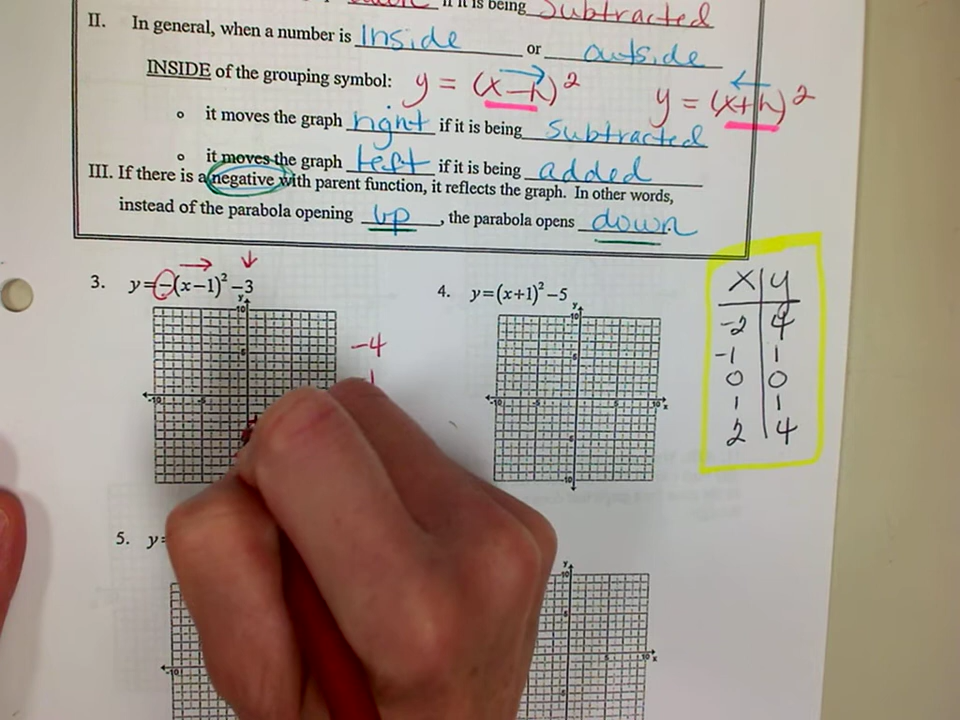 if it is being Subtracted
II. In general, when a number is Inside or outside
INSIDE of the grouping symbol: y = (x-h)² y = (x+h)²
o it moves the graph right if it is being Subtracted
o it moves the graph left if it is being added
III. If there is a negative with parent function, it reflects the graph. In other words,
instead of the parabola opening up, the parabola opens down.
3. y=-(x-1)²-3
4. y=(x+1)²-5
x y
-2 4
-1 1
0 0
1 1
2 4
-4
5. y=